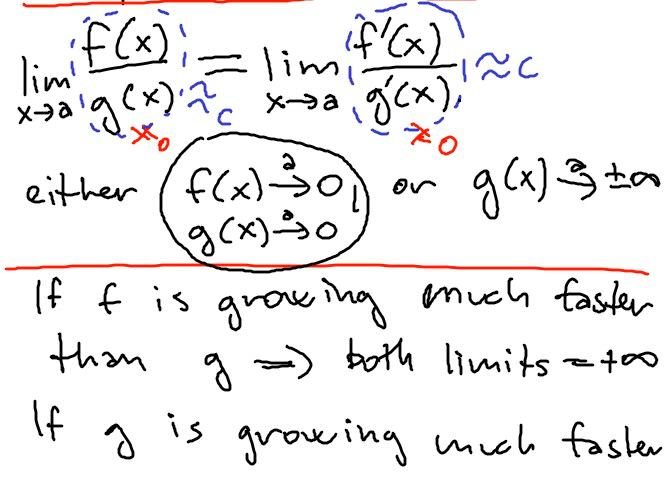 lim x→a f(x)/g(x) = lim x→a f'(x)/g'(x) ≈ c
≈ c
≠0 ≠0
either f(x) →ᵃ 0, or g(x) →ᵃ ±∞
g(x) →ᵃ 0
If f is growing much faster
than g ⇒ both limits = +∞
If g is growing much faster